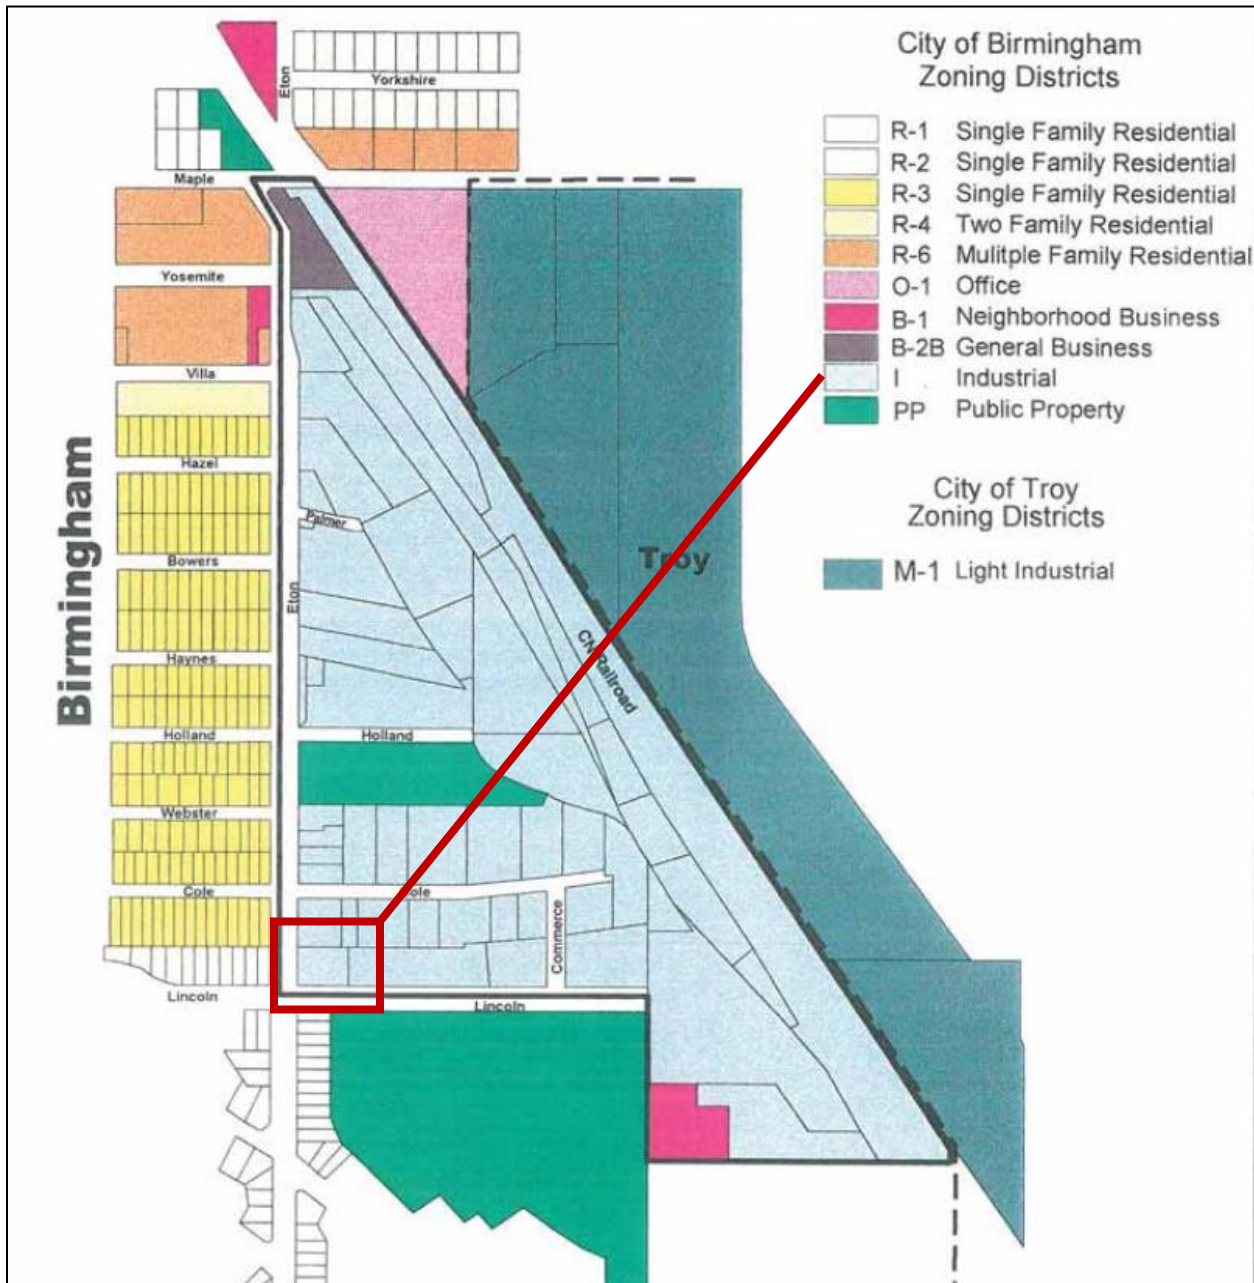 City of Birmingham
Zoning Districts
R-1 Single Family Residential
R-2 Single Family Residential
R-3 Single Family Residential
R-4 Two Family Residential
R-6 Mulitple Family Residential
O-1 Office
B-1 Neighborhood Business
B-2B General Business
I Industrial
PP Public Property
City of Troy
Zoning Districts
M-1 Light Industrial
Eton
Yorkshire
Maple
Yosemite
Villa
Hazel
Palmer
Birmingham
Troy
Bowers
Eton
CN Railroad
Haynes
Holland
Holland
Webster
Cole
ole
Commerce
Lincoln
Lincoln